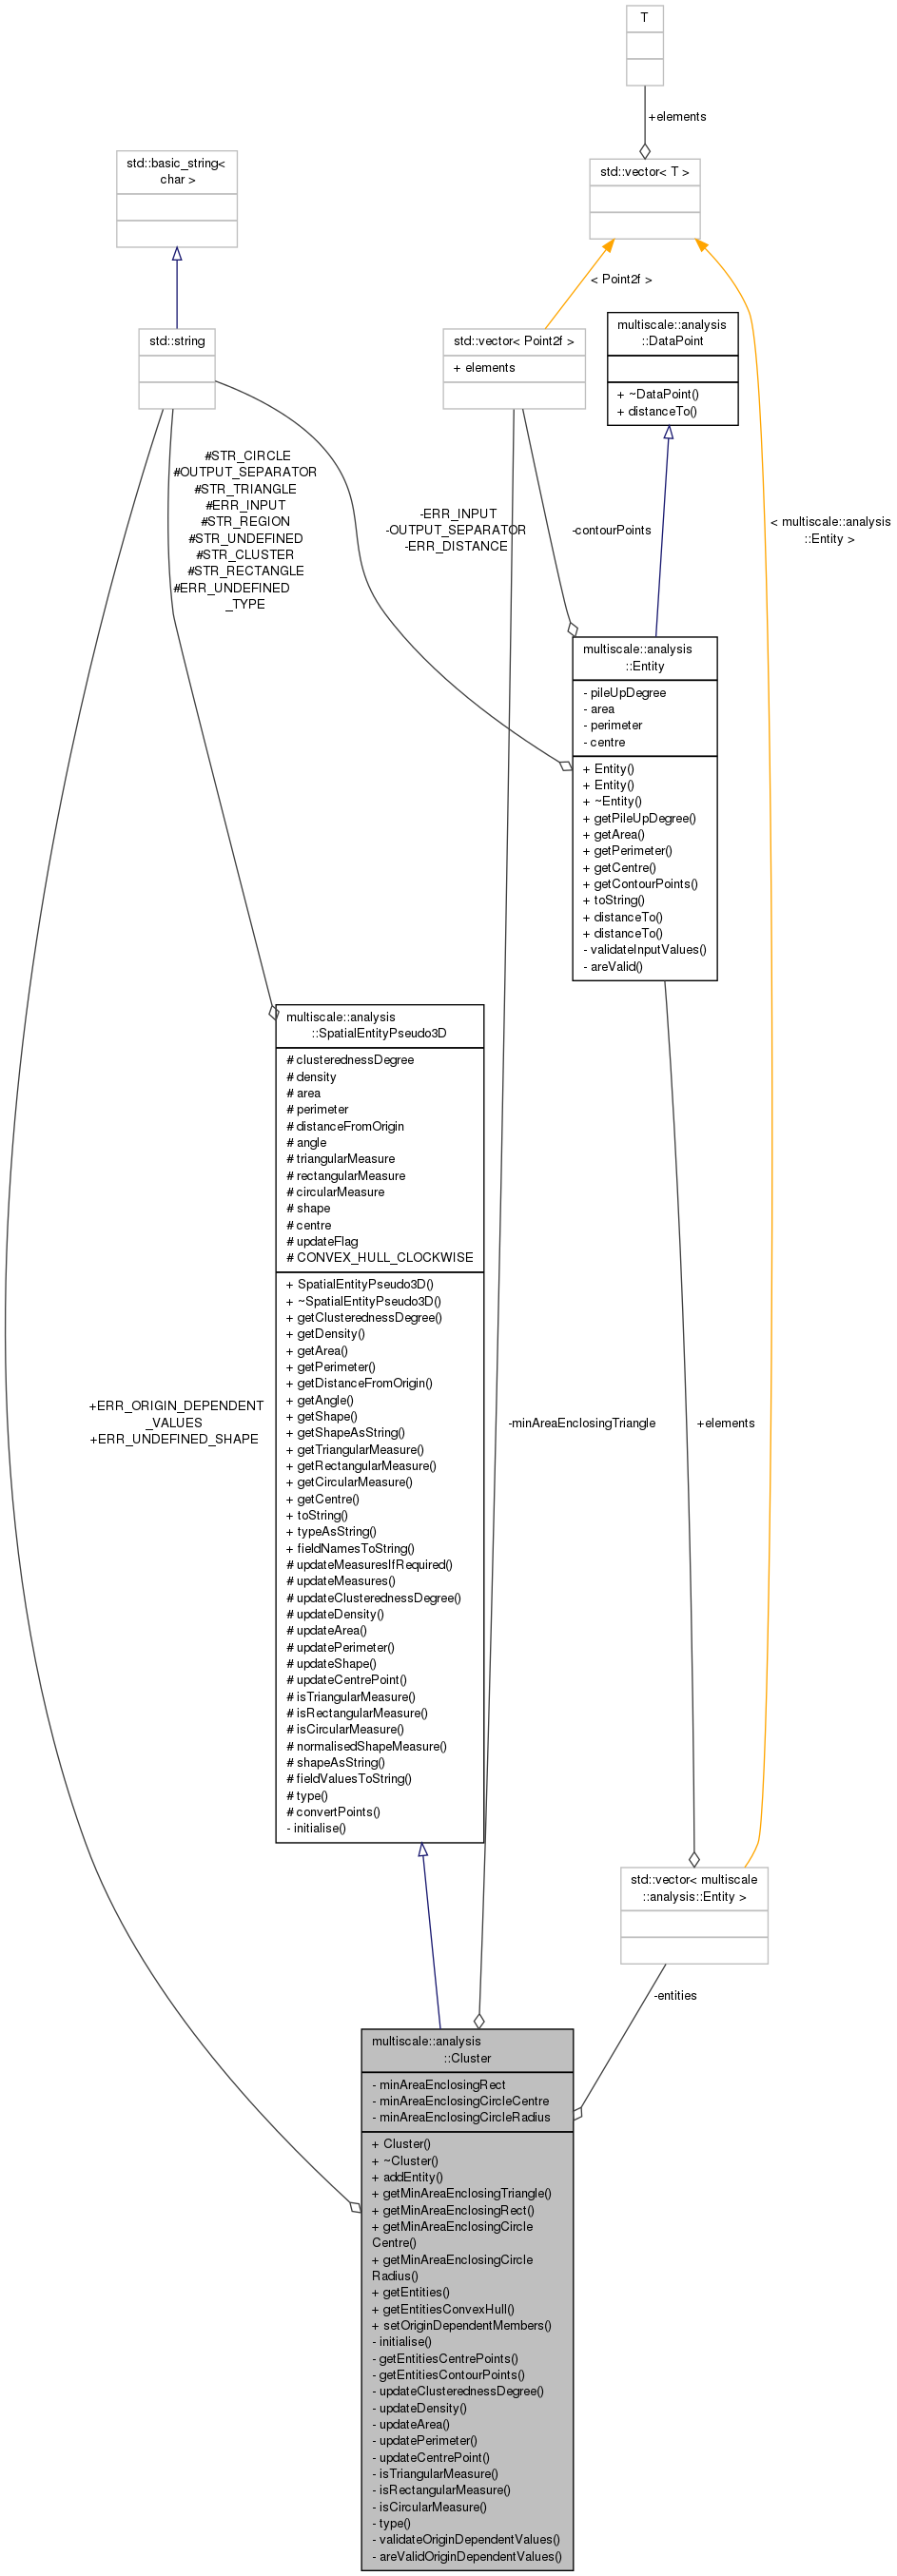 T
+elements
std::basic_string<
char >
std::vector< T >
< Point2f >
std::string
std::vector< Point2f >
+ elements
multiscale::analysis
::DataPoint
+ ~DataPoint()
+ distanceTo()
#STR_CIRCLE
#OUTPUT_SEPARATOR
#STR_TRIANGLE
#ERR_INPUT
#STR_REGION
#STR_UNDEFINED
#STR_CLUSTER
#STR_RECTANGLE
#ERR_UNDEFINED
_TYPE
-ERR_INPUT
-OUTPUT_SEPARATOR
-ERR_DISTANCE
-contourPoints
< multiscale::analysis
::Entity >
multiscale::analysis
::Entity
- pileUpDegree
- area
- perimeter
- centre
+ Entity()
+ Entity()
+ ~Entity()
+ getPileUpDegree()
+ getArea()
+ getPerimeter()
+ getCentre()
+ getContourPoints()
+ toString()
+ distanceTo()
+ distanceTo()
- validateInputValues()
- areValid()
multiscale::analysis
::SpatialEntityPseudo3D
# clusterednessDegree
# density
# area
# perimeter
# distanceFromOrigin
# angle
# triangularMeasure
# rectangularMeasure
# circularMeasure
# shape
# centre
# updateFlag
# CONVEX_HULL_CLOCKWISE
+ SpatialEntityPseudo3D()
+ ~SpatialEntityPseudo3D()
+ getClusterednessDegree()
+ getDensity()
+ getArea()
+ getPerimeter()
+ getDistanceFromOrigin()
+ getAngle()
+ getShape()
+ getShapeAsString()
+ getTriangularMeasure()
+ getRectangularMeasure()
+ getCircularMeasure()
+ getCentre()
+ toString()
+ typeAsString()
+ fieldNamesToString()
# updateMeasuresIfRequired()
# updateMeasures()
# updateClusterednessDegree()
# updateDensity()
# updateArea()
# updatePerimeter()
# updateShape()
# updateCentrePoint()
# isTriangularMeasure()
# isRectangularMeasure()
# isCircularMeasure()
# normalisedShapeMeasure()
# shapeAsString()
# fieldValuesToString()
# type()
# convertPoints()
- initialise()
+ERR_ORIGIN_DEPENDENT
_VALUES
+ERR_UNDEFINED_SHAPE
-minAreaEnclosingTriangle
+elements
std::vector< multiscale
::analysis::Entity >
-entities
multiscale::analysis
::Cluster
- minAreaEnclosingRect
- minAreaEnclosingCircleCentre
- minAreaEnclosingCircleRadius
+ Cluster()
+ ~Cluster()
+ addEntity()
+ getMinAreaEnclosingTriangle()
+ getMinAreaEnclosingRect()
+ getMinAreaEnclosingCircle
Centre()
+ getMinAreaEnclosingCircle
Radius()
+ getEntities()
+ getEntitiesConvexHull()
+ setOriginDependentMembers()
- initialise()
- getEntitiesCentrePoints()
- getEntitiesContourPoints()
- updateClusterednessDegree()
- updateDensity()
- updateArea()
- updatePerimeter()
- updateCentrePoint()
- isTriangularMeasure()
- isRectangularMeasure()
- isCircularMeasure()
- type()
- validateOriginDependentValues()
- areValidOriginDependentValues()